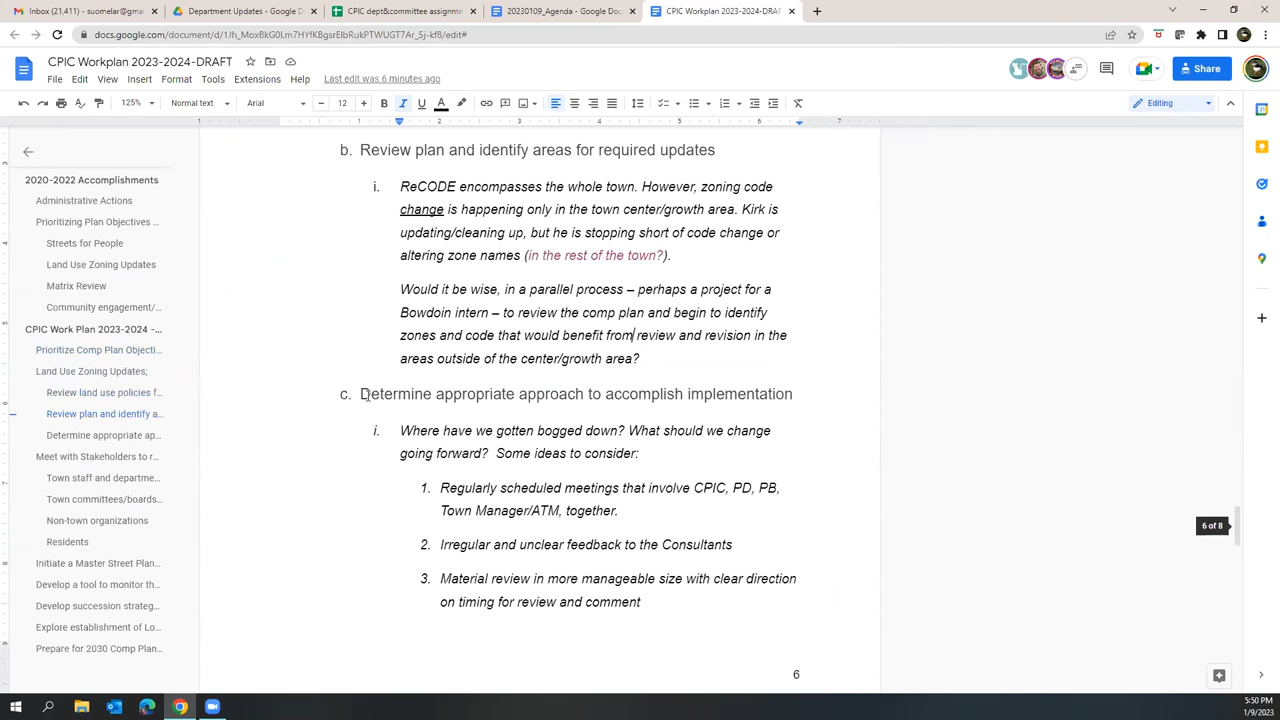 Inbox (21,411) - suomela r@gmail
Department Updates - Google D
CPIC dept&committee assignme
20230109_Agenda - Google Docu
CPIC Workplan 2023-2024-DRAFT
docs.google.com/document/d/1Jh_MoxBkG0Lm7HYfKBgsrElbRukPTWUGT7Ar_5j-kf8/edit#
CPIC Workplan 2023-2024-DRAFT
File Edit View Insert Format Tools Extensions Help Last edit was 6 minutes ago
Share
125% Normal text Arial 12 B I U A
Editing
1 1 2 3 4 5 6 7
2020-2022 Accomplishments
Administrative Actions
Prioritizing Plan Objectives ...
Streets for People
Land Use Zoning Updates
Matrix Review
Community engagement/...
CPIC Work Plan 2023-2024 -...
Prioritize Comp Plan Objecti...
Land Use Zoning Updates;
Review land use policies f...
Review plan and identify a...
Determine appropriate ap...
Meet with Stakeholders to r...
Town staff and departme...
Town committees/boards...
Non-town organizations
Residents
Initiate a Master Street Plan...
Develop a tool to monitor th...
Develop succession strateg...
Explore establishment of Lo...
Prepare for 2030 Comp Plan...
b. Review plan and identify areas for required updates
i. ReCODE encompasses the whole town. However, zoning code
change is happening only in the town center/growth area. Kirk is
updating/cleaning up, but he is stopping short of code change or
altering zone names (in the rest of the town?).
Would it be wise, in a parallel process – perhaps a project for a
Bowdoin intern – to review the comp plan and begin to identify
zones and code that would benefit from review and revision in the
areas outside of the center/growth area?
c. Determine appropriate approach to accomplish implementation
i. Where have we gotten bogged down? What should we change
going forward? Some ideas to consider:
1. Regularly scheduled meetings that involve CPIC, PD, PB,
Town Manager/ATM, together.
2. Irregular and unclear feedback to the Consultants
3. Material review in more manageable size with clear direction
on timing for review and comment
6
6 of 8
5:50 PM
1/9/2023